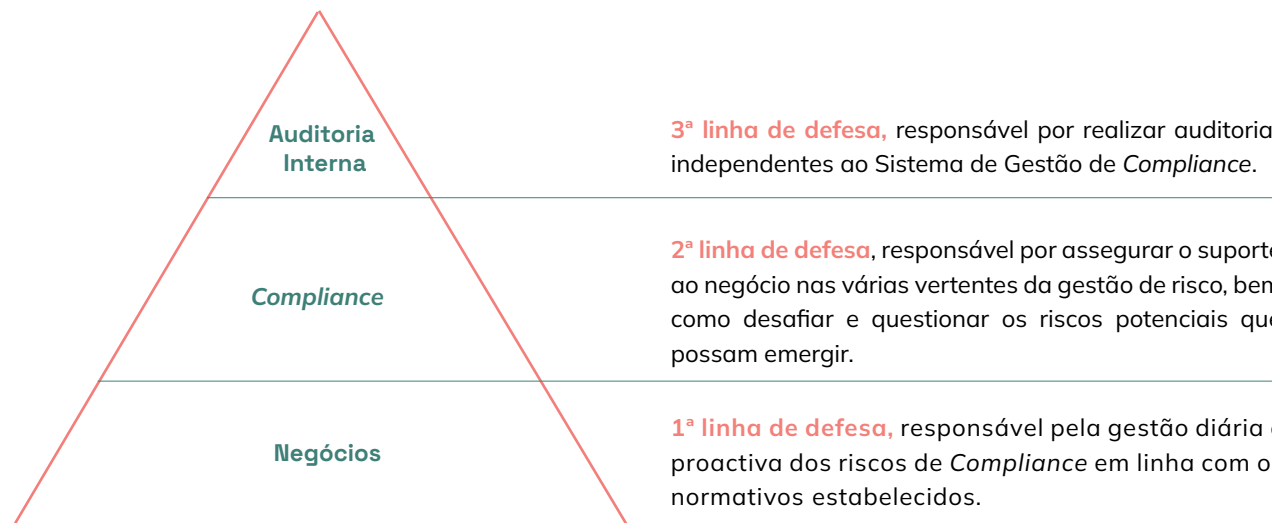 Auditoria
Interna
3ª linha de defesa, responsável por realizar auditoria
independentes ao Sistema de Gestão de Compliance.
Compliance
2ª linha de defesa, responsável por assegurar o suporte
ao negócio nas várias vertentes da gestão de risco, bem
como desafiar e questionar os riscos potenciais que
possam emergir.
Negócios
1ª linha de defesa, responsável pela gestão diária
proactiva dos riscos de Compliance em linha com o
normativos estabelecidos.